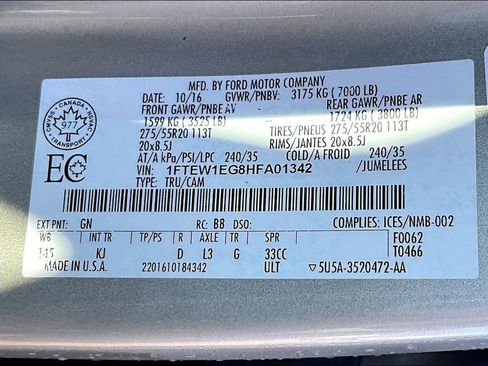 MFD. BY FORD MOTOR COMPANY
DATE: 10/16 GVWR/PNBV: 3175 KG ( 7000 LB)
FRONT GAWR/PNBE AV REAR GAWR/PNBE AR
1599 KG ( 3525 LB) 1724 KG ( 3800 LB)
275/55R20 113T TIRES/PNEUS 275/55R20 113T
20x8.5J RIMS/JANTES 20x8.5J
AT/A kPa/PSI/LPC 240/35 COLD/A FROID 240/35
VIN: 1FTEW1EG8HFA01342 /JUMELEES
TYPE: TRU/CAM
CANADA
TRANSPORT
977
EC
EXT PNT: GN RC: B8 DSO: COMPLIES: ICES/NMB-002
WB INT TR TP/PS R AXLE TR SPR F0062
145 KJ D L3 G 33CC T0466
MADE IN U.S.A. 2201610184342 ULT ▽5U5A-3520472-AA